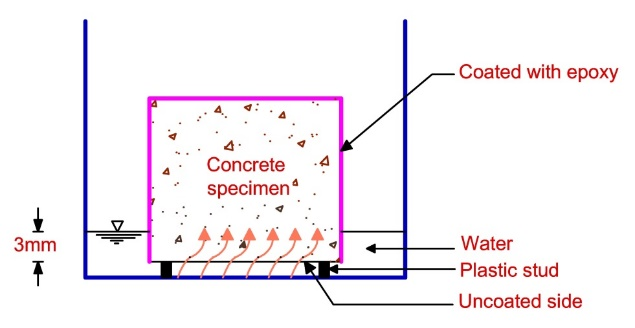 Coated with epoxy
Concrete
specimen
3mm
Water
Plastic stud
Uncoated side